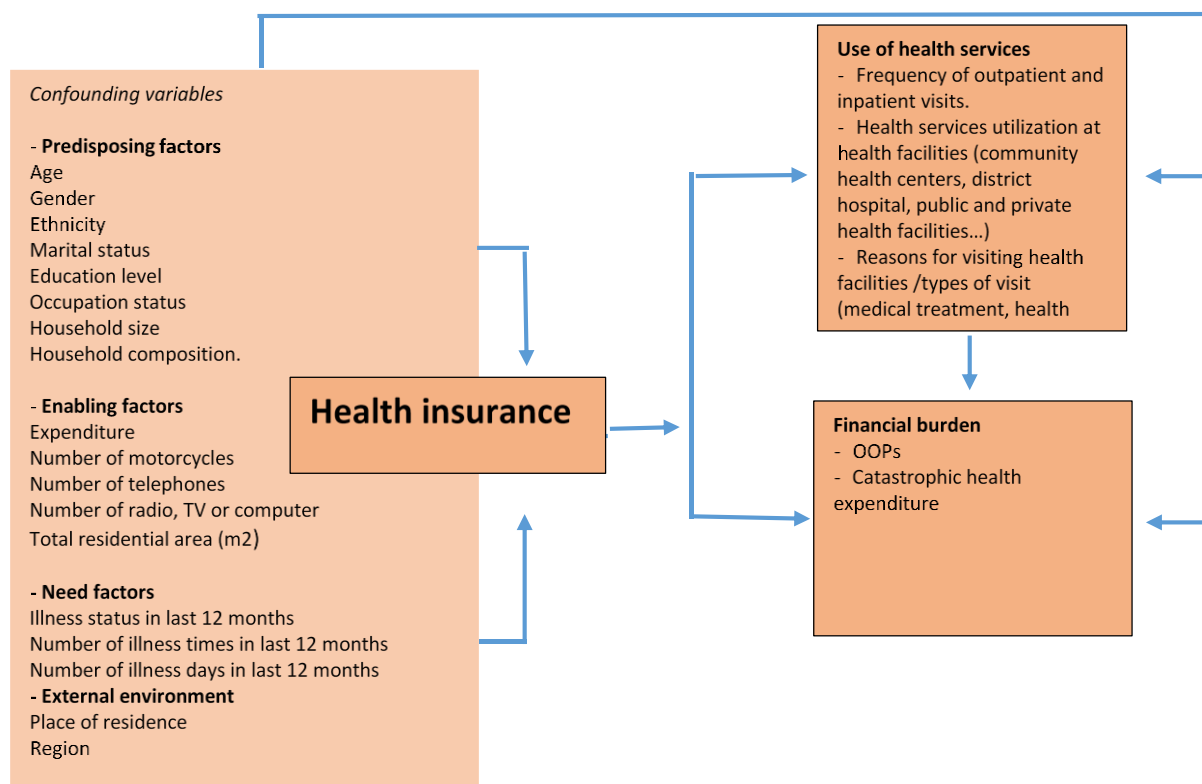 Confounding variables
- Predisposing factors
Age
Gender
Ethnicity
Marital status
Education level
Occupation status
Household size
Household composition.
- Enabling factors
Expenditure
Number of motorcycles
Number of telephones
Number of radio, TV or computer
Total residential area (m2)
- Need factors
Illness status in last 12 months
Number of illness times in last 12 months
Number of illness days in last 12 months
- External environment
Place of residence
Region
Health insurance
Use of health services
- Frequency of outpatient and
inpatient visits.
- Health services utilization at
health facilities (community
health centers, district
hospital, public and private
health facilities...)
- Reasons for visiting health
facilities /types of visit
(medical treatment, health
Financial burden
- OOPs
- Catastrophic health
expenditure